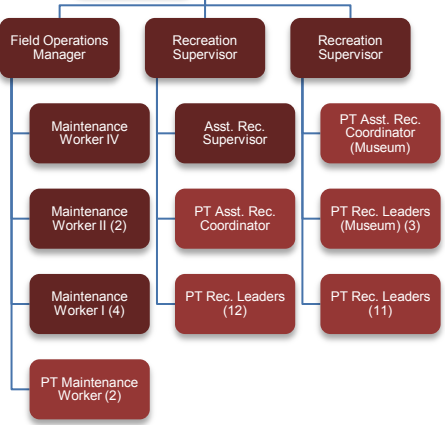 Field Operations
Manager
Recreation
Supervisor
Recreation
Supervisor
Maintenance
Worker IV
Asst. Rec.
Supervisor
PT Asst. Rec.
Coordinator
(Museum)
Maintenance
Worker II (2)
PT Asst. Rec.
Coordinator
PT Rec. Leaders
(Museum) (3)
Maintenance
Worker I (4)
PT Rec. Leaders
(12)
PT Rec. Leaders
(11)
PT Maintenance
Worker (2)